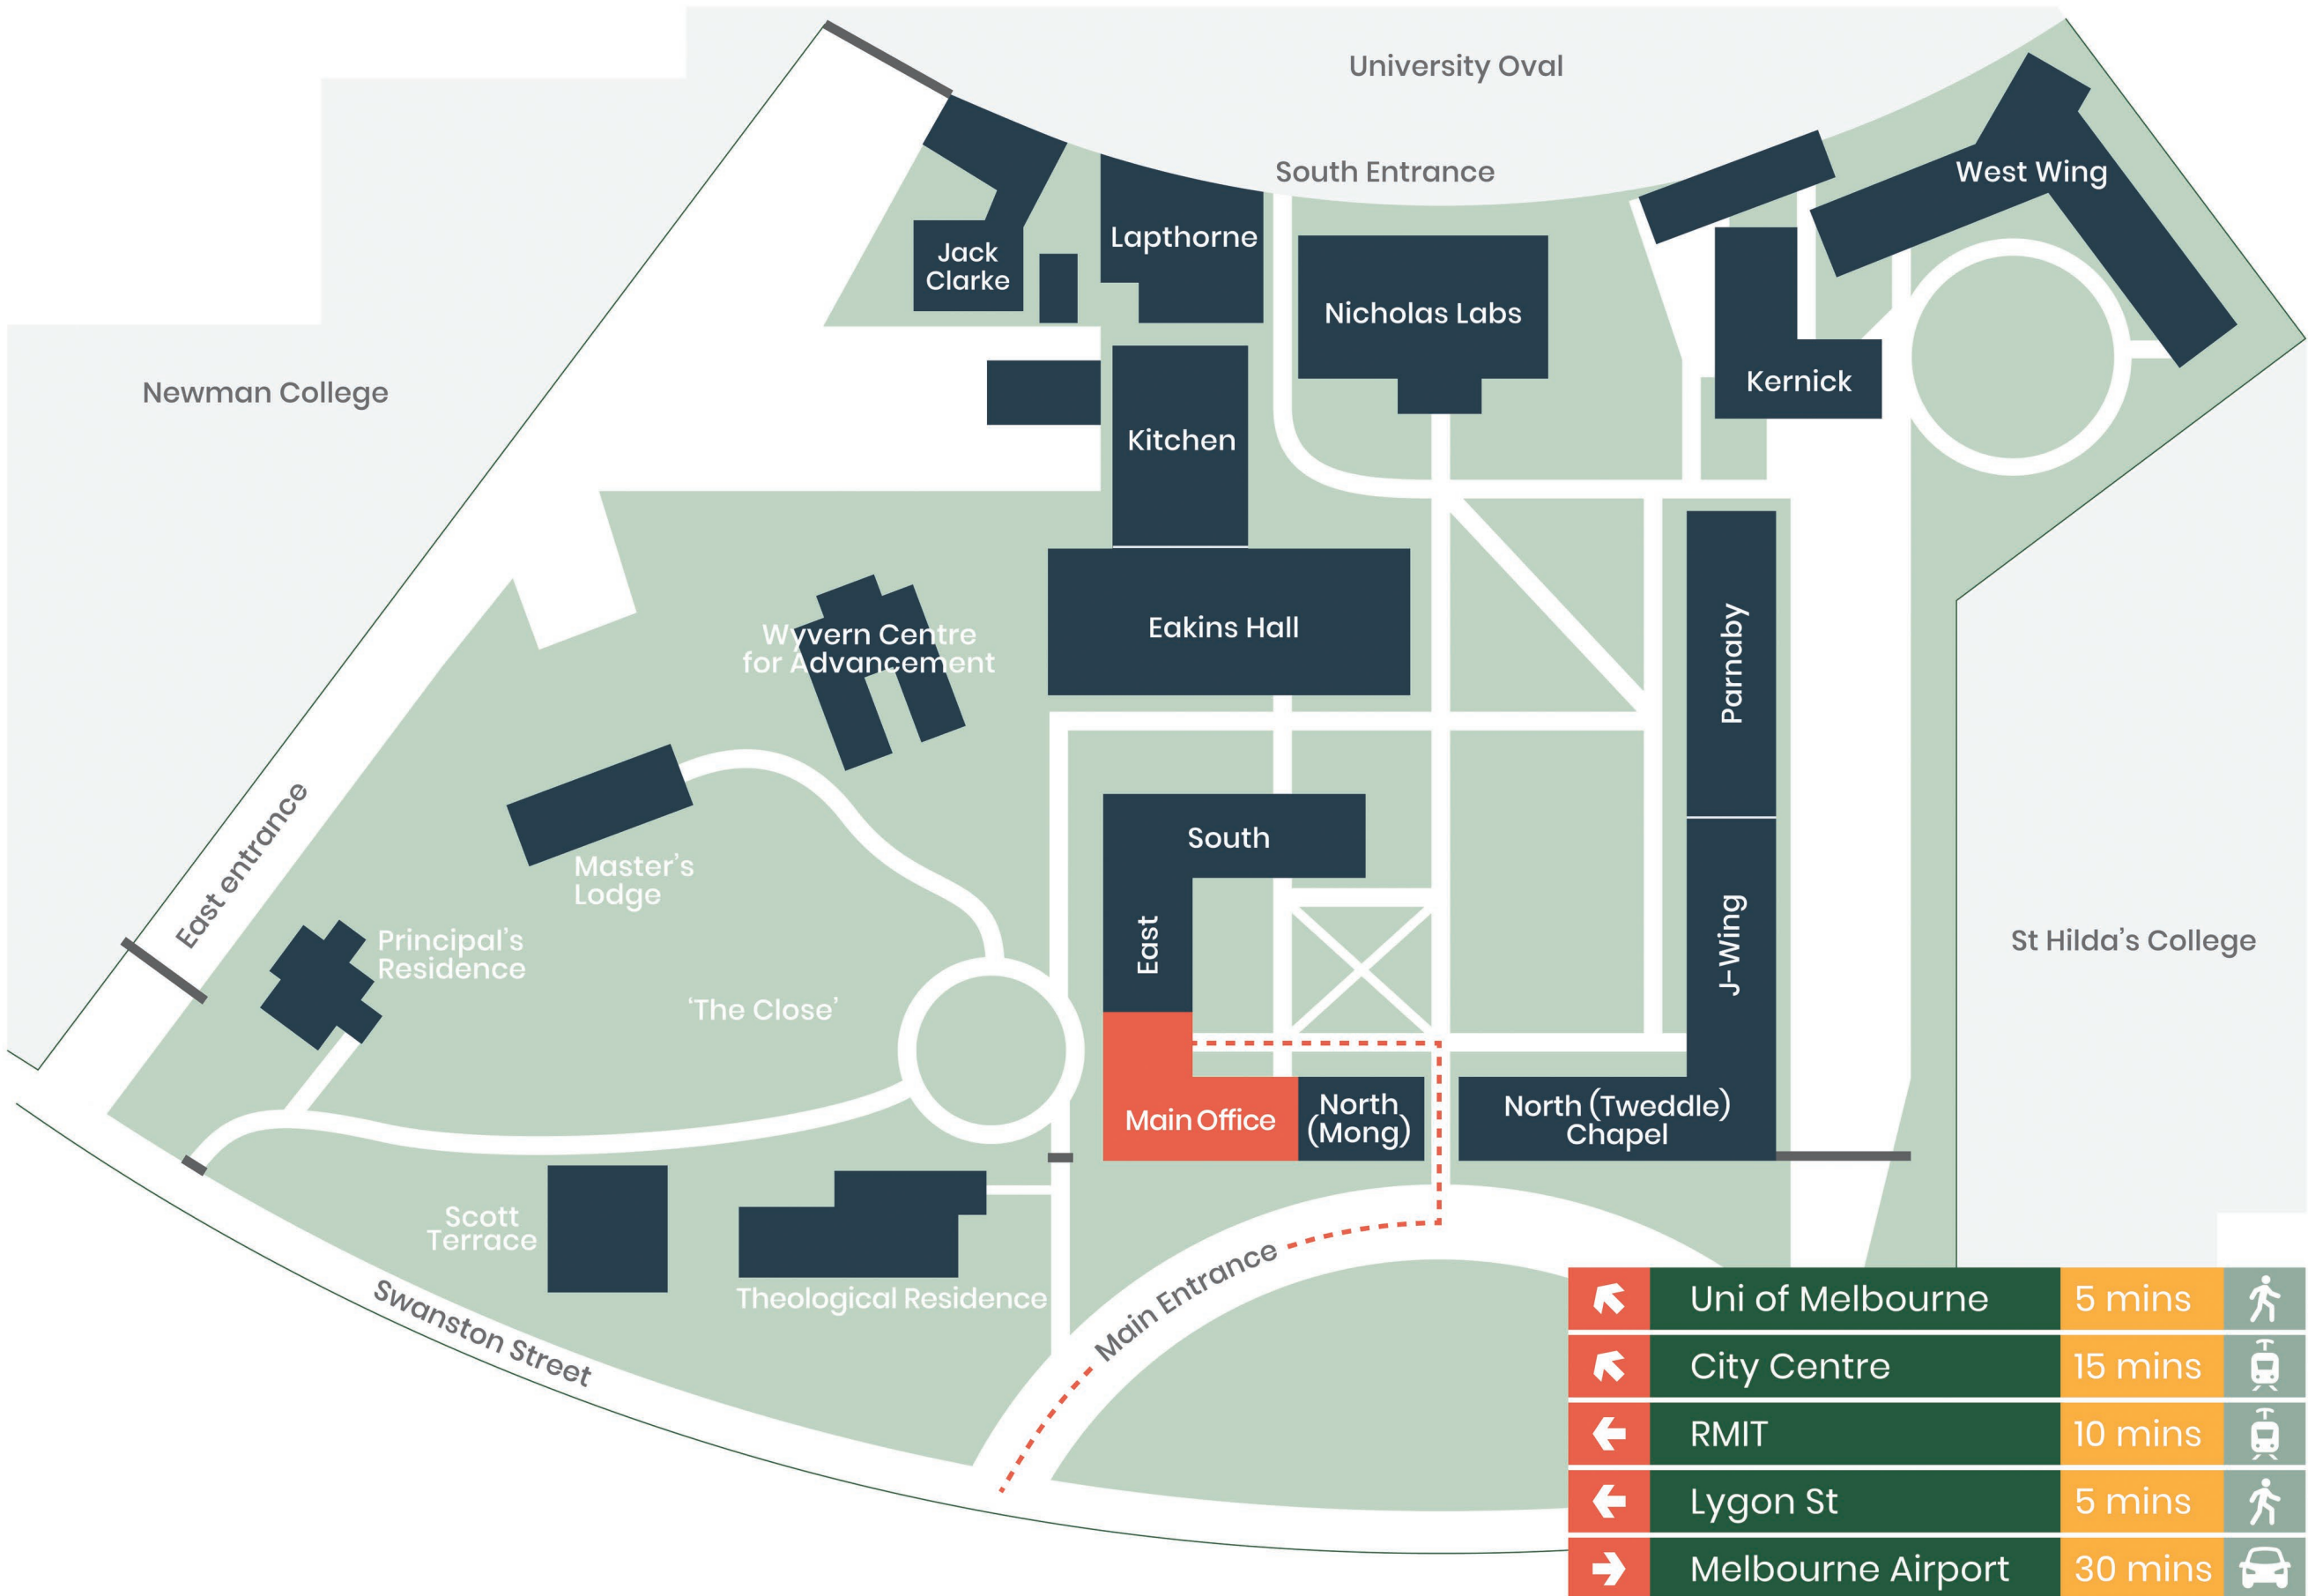 University Oval
South Entrance
West Wing
Jack
Clarke
Lapthorne
Nicholas Labs
Newman College
Kernick
Kitchen
Wyvern Centre
for Advancement
Eakins Hall
Parnaby
East entrance
Master's
Lodge
South
Principal's
Residence
East
J-Wing
St Hilda's College
'The Close'
Main Office
North
(Mong)
North (Tweddle)
Chapel
Scott
Terrace
Theological Residence
Main Entrance
Swanston Street
Uni of Melbourne 5 mins
City Centre 15 mins
RMIT 10 mins
Lygon St 5 mins
Melbourne Airport 30 mins